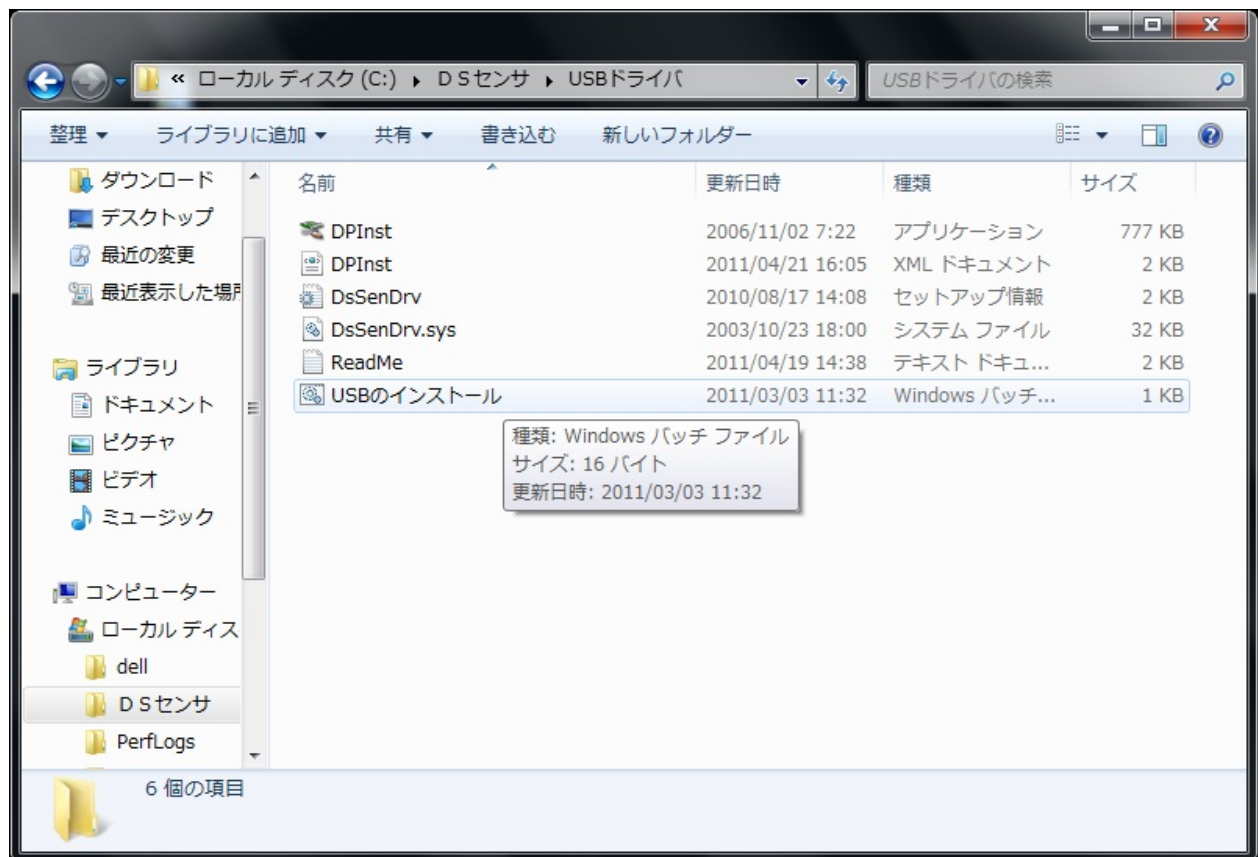 « ローカル ディスク (C:) ▸ ＤＳセンサ ▸ USBドライバ
USBドライバの検索
整理 ライブラリに追加 共有 書き込む 新しいフォルダー
ダウンロード
デスクトップ
最近の変更
最近表示した場所
ライブラリ
ドキュメント
ピクチャ
ビデオ
ミュージック
コンピューター
ローカル ディス
dell
ＤＳセンサ
PerfLogs
名前 更新日時 種類 サイズ
DPInst 2006/11/02 7:22 アプリケーション 777 KB
DPInst 2011/04/21 16:05 XML ドキュメント 2 KB
DsSenDrv 2010/08/17 14:08 セットアップ情報 2 KB
DsSenDrv.sys 2003/10/23 18:00 システム ファイル 32 KB
ReadMe 2011/04/19 14:38 テキスト ドキュ... 2 KB
USBのインストール 2011/03/03 11:32 Windows バッチ... 1 KB
種類: Windows バッチ ファイル
サイズ: 16 バイト
更新日時: 2011/03/03 11:32
6 個の項目